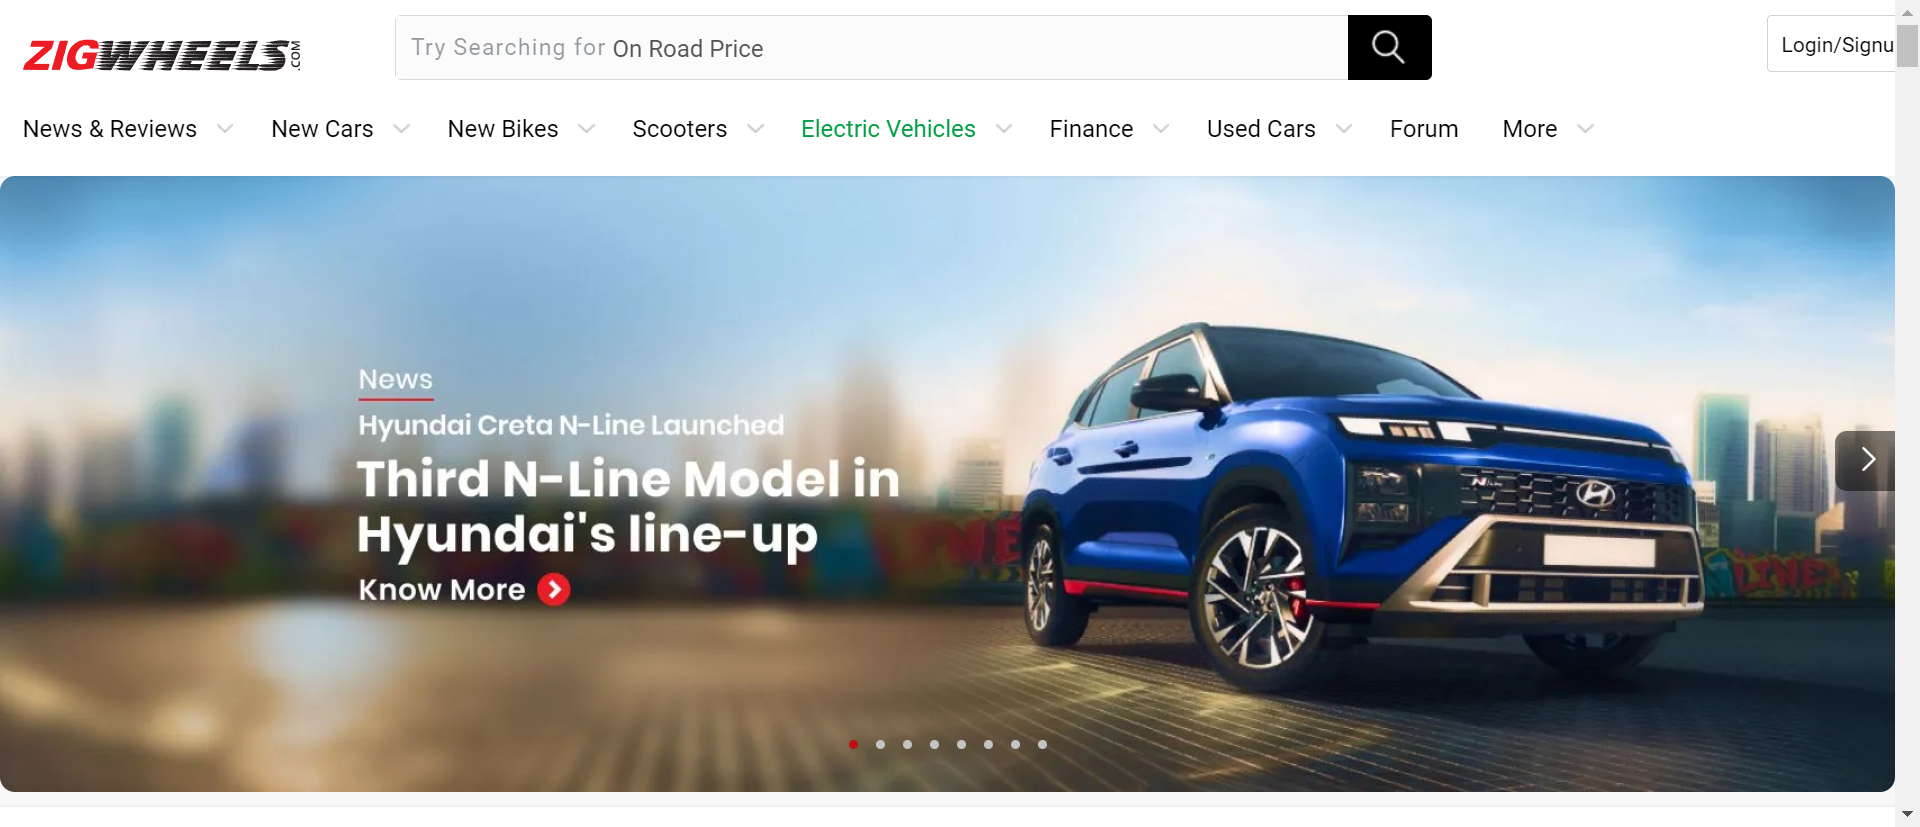 ZIGWHEELS.COM
Try Searching for On Road Price
Login/Signu
News & Reviews
New Cars
New Bikes
Scooters
Electric Vehicles
Finance
Used Cars
Forum
More
News
Hyundai Creta N-Line Launched
Third N-Line Model in
Hyundai's line-up
Know More
LINE
LINE